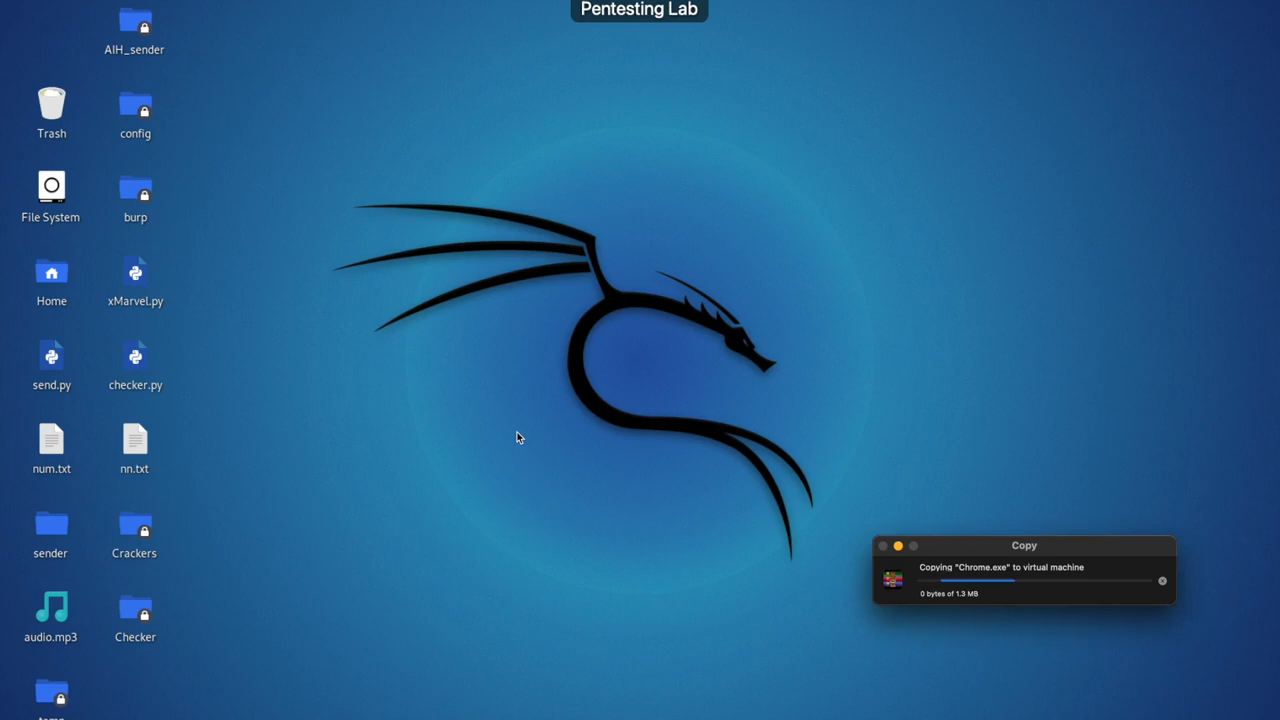 Pentesting Lab
AIH_sender
Trash
config
File System
burp
Home
xMarvel.py
send.py
checker.py
num.txt
nn.txt
sender
Crackers
audio.mp3
Checker
Copy
Copying "Chrome.exe" to virtual machine
0 bytes of 1.3 MB